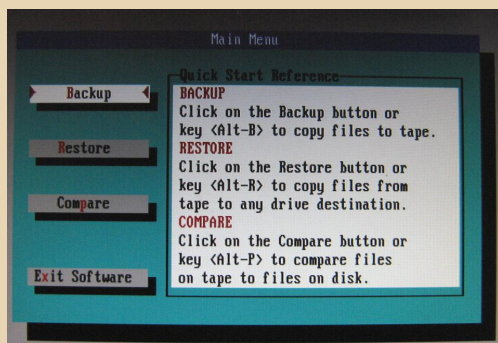 Main Menu
Backup
Restore
Compare
Exit Software
Quick Start Reference
BACKUP
Click on the Backup button or
key <Alt-B> to copy files to tape.
RESTORE
Click on the Restore button or
key <Alt-R> to copy files from
tape to any drive destination.
COMPARE
Click on the Compare button or
key <Alt-P> to compare files
on tape to files on disk.